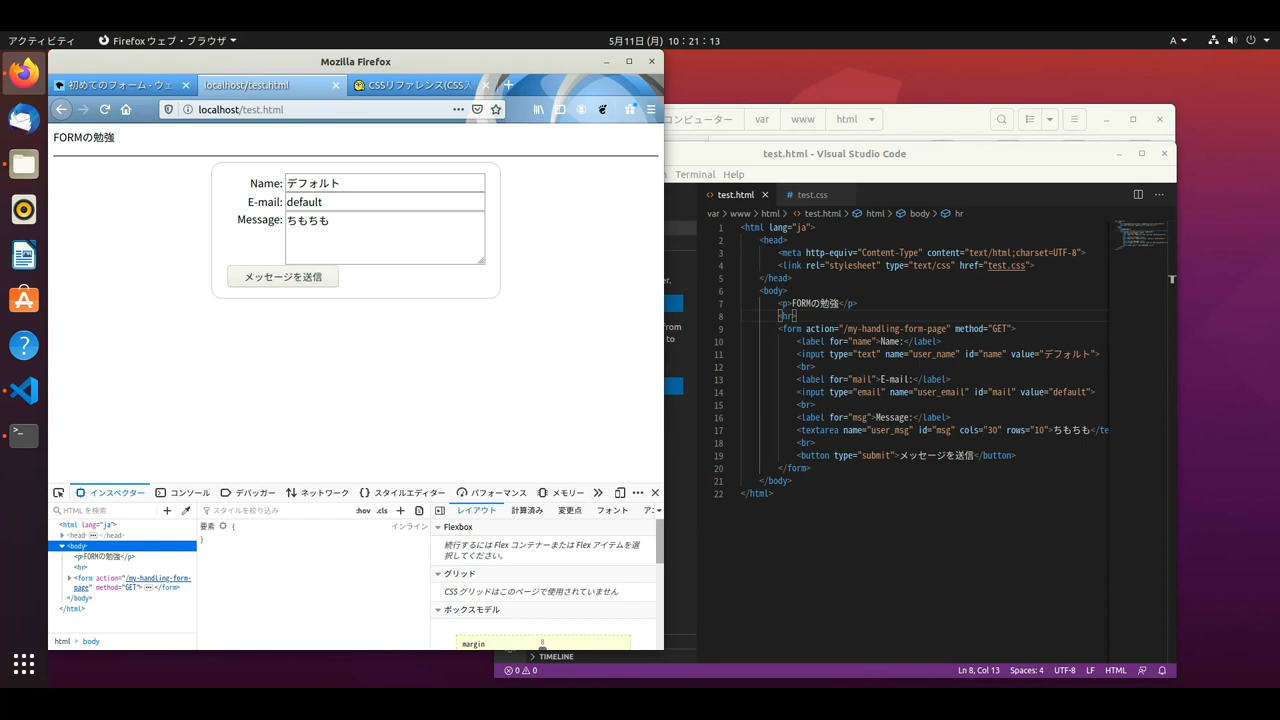 アクティビティ
Firefox ウェブ・ブラウザ
5月11日 (月) 10:21:13
A
Mozilla Firefox
初めてのフォーム - ウェ
localhost/test.html
CSSリファレンス(CSS入
localhost/test.html
FORMの勉強
Name: デフォルト
E-mail: default
Message: ちもちも
メッセージを送信
インスペクター
コンソール
デバッガー
ネットワーク
スタイルエディター
パフォーマンス
メモリー
HTML を検索
スタイルを絞り込み
:hov
.cls
レイアウト
計算済み
変更点
フォント
<html lang="ja">
<head></head>
<body>
<p>FORMの勉強</p>
<hr>
<form action="/my-handling-form-
page" method="GET"></form>
</body>
</html>
html
body
要素 {
インライン
}
Flexbox
続行するには Flex コンテナーまたは Flex アイテムを選
択してください。
グリッド
CSS グリッドはこのページで使用されていません
ボックスモデル
margin
8
コンピューター
var
www
html
test.html - Visual Studio Code
Terminal
Help
test.html
test.css
var > www > html > test.html > html > body > hr
1 <html lang="ja">
2 <head>
3 <meta http-equiv="Content-Type" content="text/html;charset=UTF-8">
4 <link rel="stylesheet" type="text/css" href="test.css">
5 </head>
6 <body>
7 <p>FORMの勉強</p>
8 <hr>
9 <form action="/my-handling-form-page" method="GET">
10 <label for="name">Name:</label>
11 <input type="text" name="user_name" id="name" value="デフォルト">
12 <br>
13 <label for="mail">E-mail:</label>
14 <input type="email" name="user_email" id="mail" value="default">
15 <br>
16 <label for="msg">Message:</label>
17 <textarea name="user_msg" id="msg" cols="30" rows="10">ちもちも</te
18 <br>
19 <button type="submit">メッセージを送信</button>
20 </form>
21 </body>
22 </html>
er.
from
to
TIMELINE
0
0
Ln 8, Col 13
Spaces: 4
UTF-8
LF
HTML